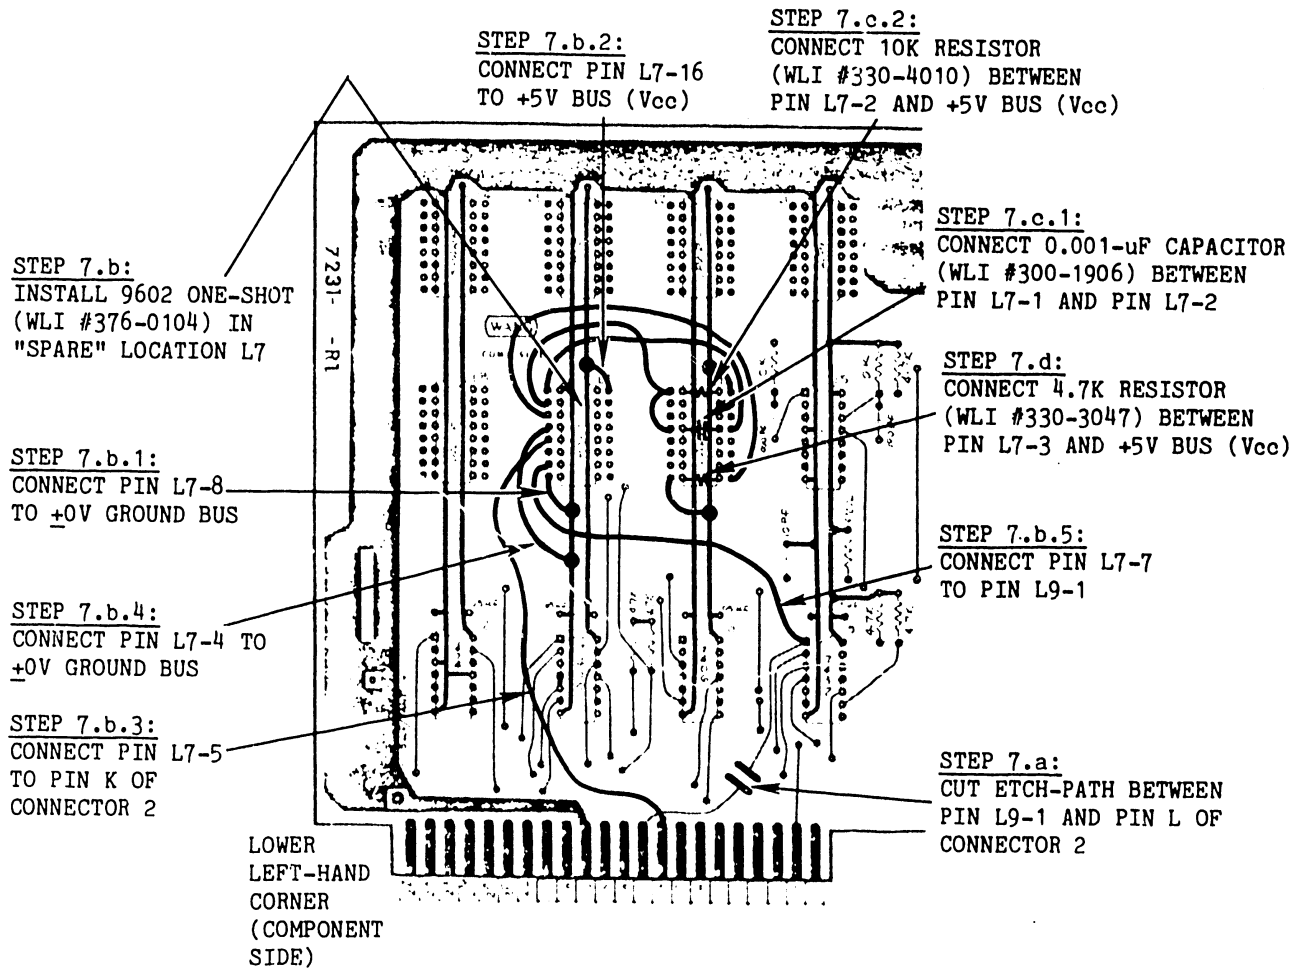 STEP 7.c.2:
CONNECT 10K RESISTOR
(WLI #330-4010) BETWEEN
PIN L7-2 AND +5V BUS (Vcc)
STEP 7.b.2:
CONNECT PIN L7-16
TO +5V BUS (Vcc)
STEP 7.c.1:
CONNECT 0.001-uF CAPACITOR
(WLI #300-1906) BETWEEN
PIN L7-1 AND PIN L7-2
STEP 7.b:
INSTALL 9602 ONE-SHOT
(WLI #376-0104) IN
"SPARE" LOCATION L7
7231- -R1
STEP 7.d:
CONNECT 4.7K RESISTOR
(WLI #330-3047) BETWEEN
PIN L7-3 AND +5V BUS (Vcc)
STEP 7.b.1:
CONNECT PIN L7-8
TO ±0V GROUND BUS
STEP 7.b.5:
CONNECT PIN L7-7
TO PIN L9-1
STEP 7.b.4:
CONNECT PIN L7-4 TO
±0V GROUND BUS
STEP 7.b.3:
CONNECT PIN L7-5
TO PIN K OF
CONNECTOR 2
STEP 7.a:
CUT ETCH-PATH BETWEEN
PIN L9-1 AND PIN L OF
CONNECTOR 2
LOWER
LEFT-HAND
CORNER
(COMPONENT
SIDE)